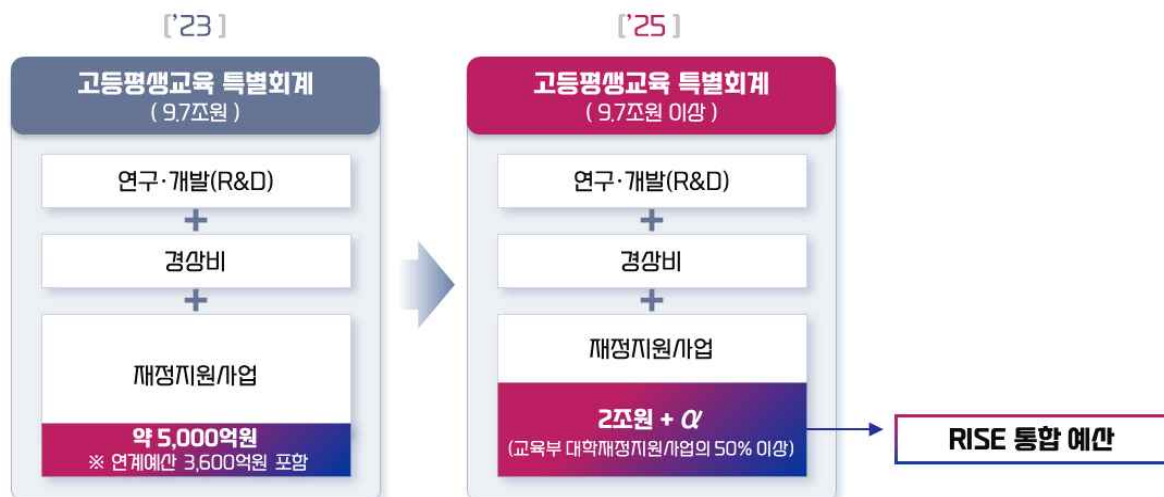 ['23]
고등평생교육 특별회계
( 9.7조원 )
연구·개발(R&D)
+
경상비
+
재정지원사업
약 5,000억원
※ 연계예산 3,600억원 포함
['25]
고등평생교육 특별회계
( 9.7조원 이상 )
연구·개발(R&D)
+
경상비
+
재정지원사업
2조원 + α
(교육부 대학재정지원사업의 50% 이상)
RISE 통합 예산